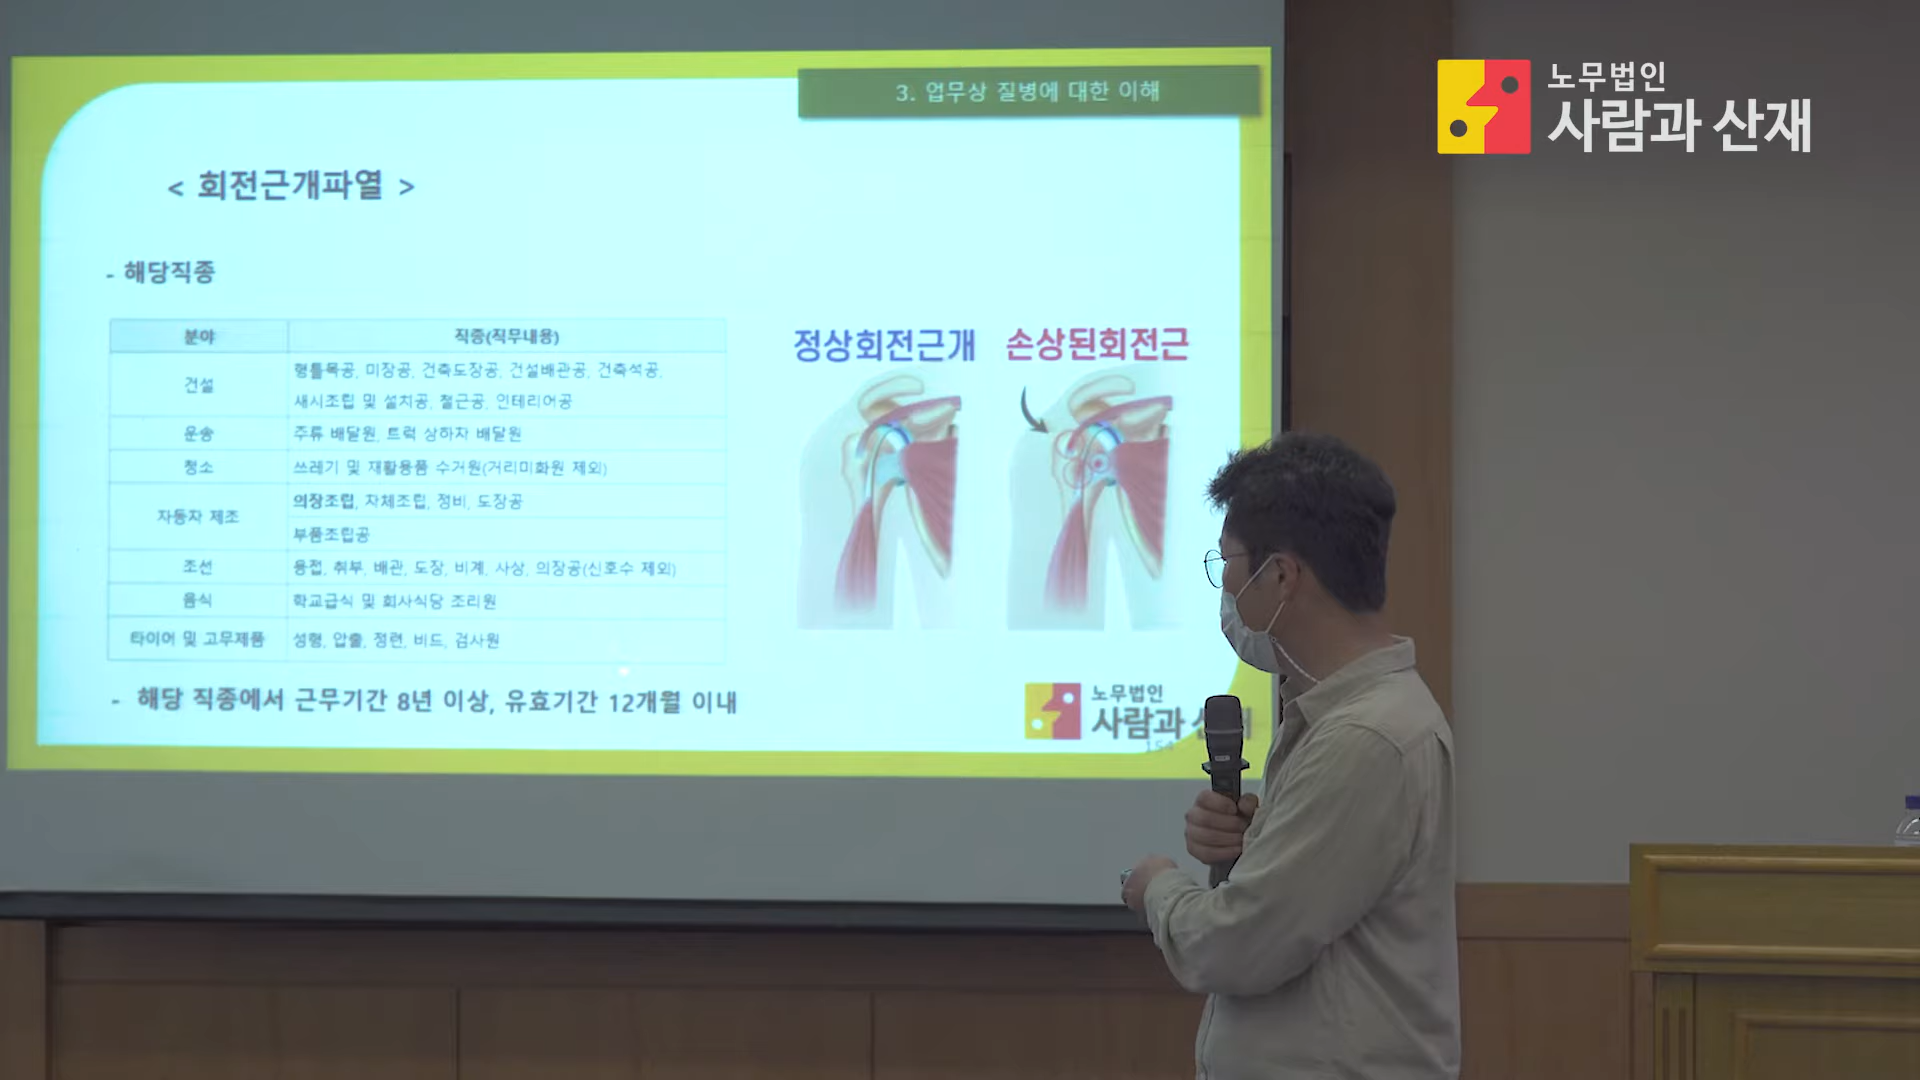 노무법인
사람과 산재
3. 업무상 질병에 대한 이해
< 회전근개파열 >
- 해당직종
분야 직종(직무내용)
건설 형틀목공, 미장공, 건축도장공, 건설배관공, 건축석공,
새시조립 및 설치공, 철근공, 인테리어공
운송 주류 배달원, 트럭 상하차 배달원
청소 쓰레기 및 재활용품 수거원(거리미화원 제외)
자동차 제조 의장조립, 차체조립, 정비, 도장공
부품조립공
조선 용접, 취부, 배관, 도장, 비계, 사상, 의장공(신호수 제외)
음식 학교급식 및 회사식당 조리원
타이어 및 고무제품 성형, 압출, 정련, 비드, 검사원
정상회전근개 손상된회전근
- 해당 직종에서 근무기간 8년 이상, 유효기간 12개월 이내
노무법인
사람과
154